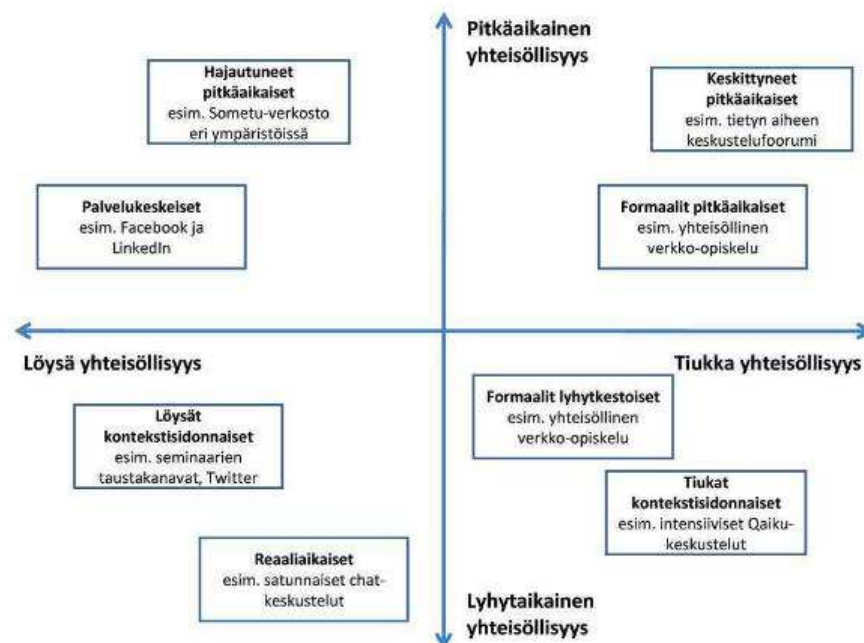 Pitkäaikainen
yhteisöllisyys
Hajautuneet
pitkäaikaiset
esim. Sometu-verkosto
eri ympäristöissä
Keskittyneet
pitkäaikaiset
esim. tietyn aiheen
keskustelufoorumi
Palvelukeskeiset
esim. Facebook ja
LinkedIn
Formaalit pitkäaikaiset
esim. yhteisöllinen
verkko-opiskelu
Löysä yhteisöllisyys
Tiukka yhteisöllisyys
Löysät
kontekstisidonnaiset
esim. seminaarien
taustakanavat, Twitter
Formaalit lyhytkestoiset
esim. yhteisöllinen
verkko-opiskelu
Tiukat
kontekstisidonnaiset
esim. intensiiviset Qaiku-
keskustelut
Reaaliaikaiset
esim. satunnaiset chat-
keskustelut
Lyhytaikainen
yhteisöllisyys